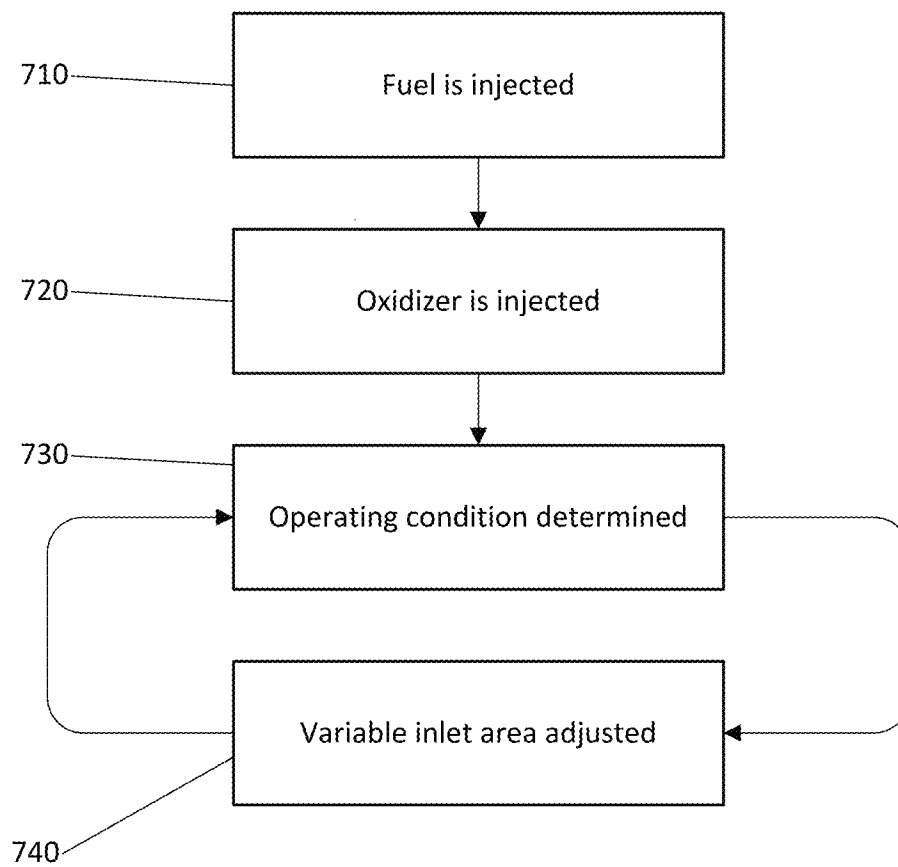 710
Fuel is injected
720
Oxidizer is injected
730
Operating condition determined
Variable inlet area adjusted
740